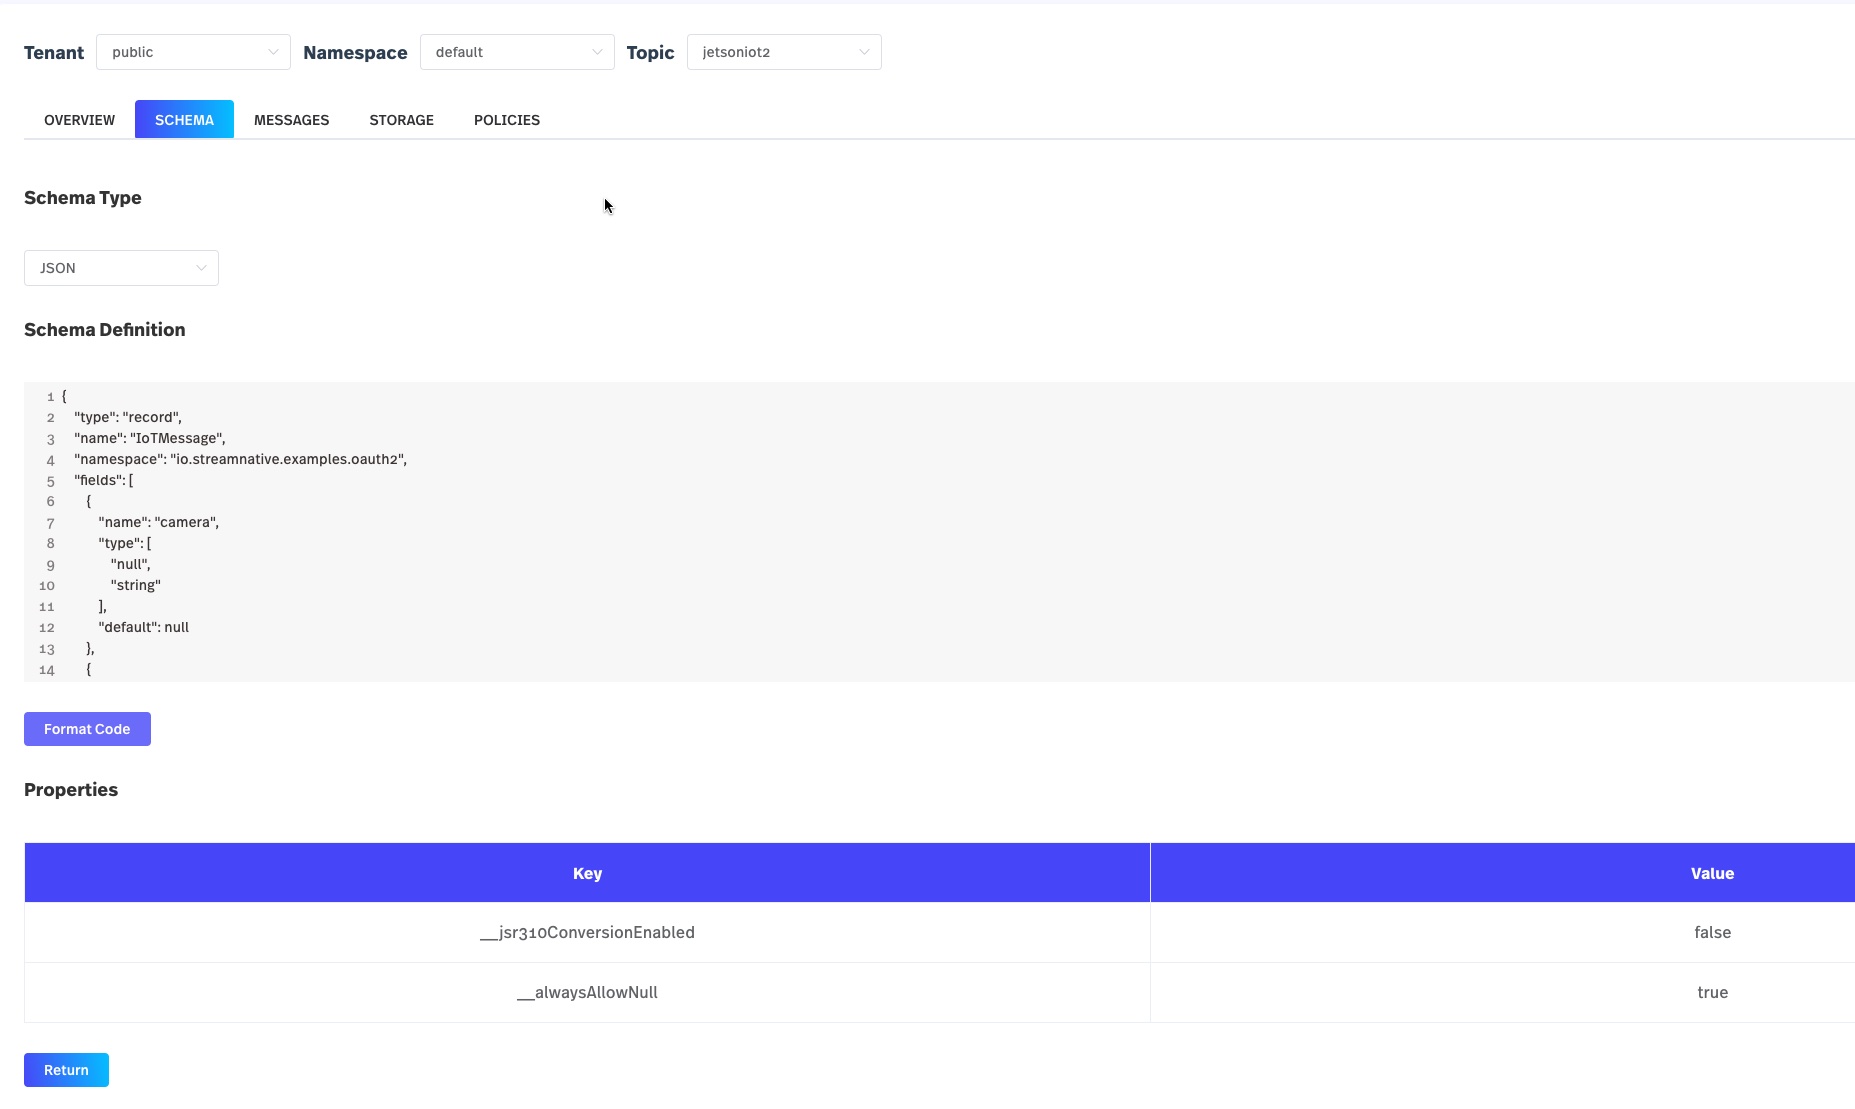 Tenant public Namespace default Topic jetsoniot2
OVERVIEW SCHEMA MESSAGES STORAGE POLICIES
Schema Type
JSON
Schema Definition
1 {
2 "type": "record",
3 "name": "IoTMessage",
4 "namespace": "io.streamnative.examples.oauth2",
5 "fields": [
6 {
7 "name": "camera",
8 "type": [
9 "null",
10 "string"
11 ],
12 "default": null
13 },
14 {
Format Code
Properties
Key Value
__jsr310ConversionEnabled false
__alwaysAllowNull true
Return